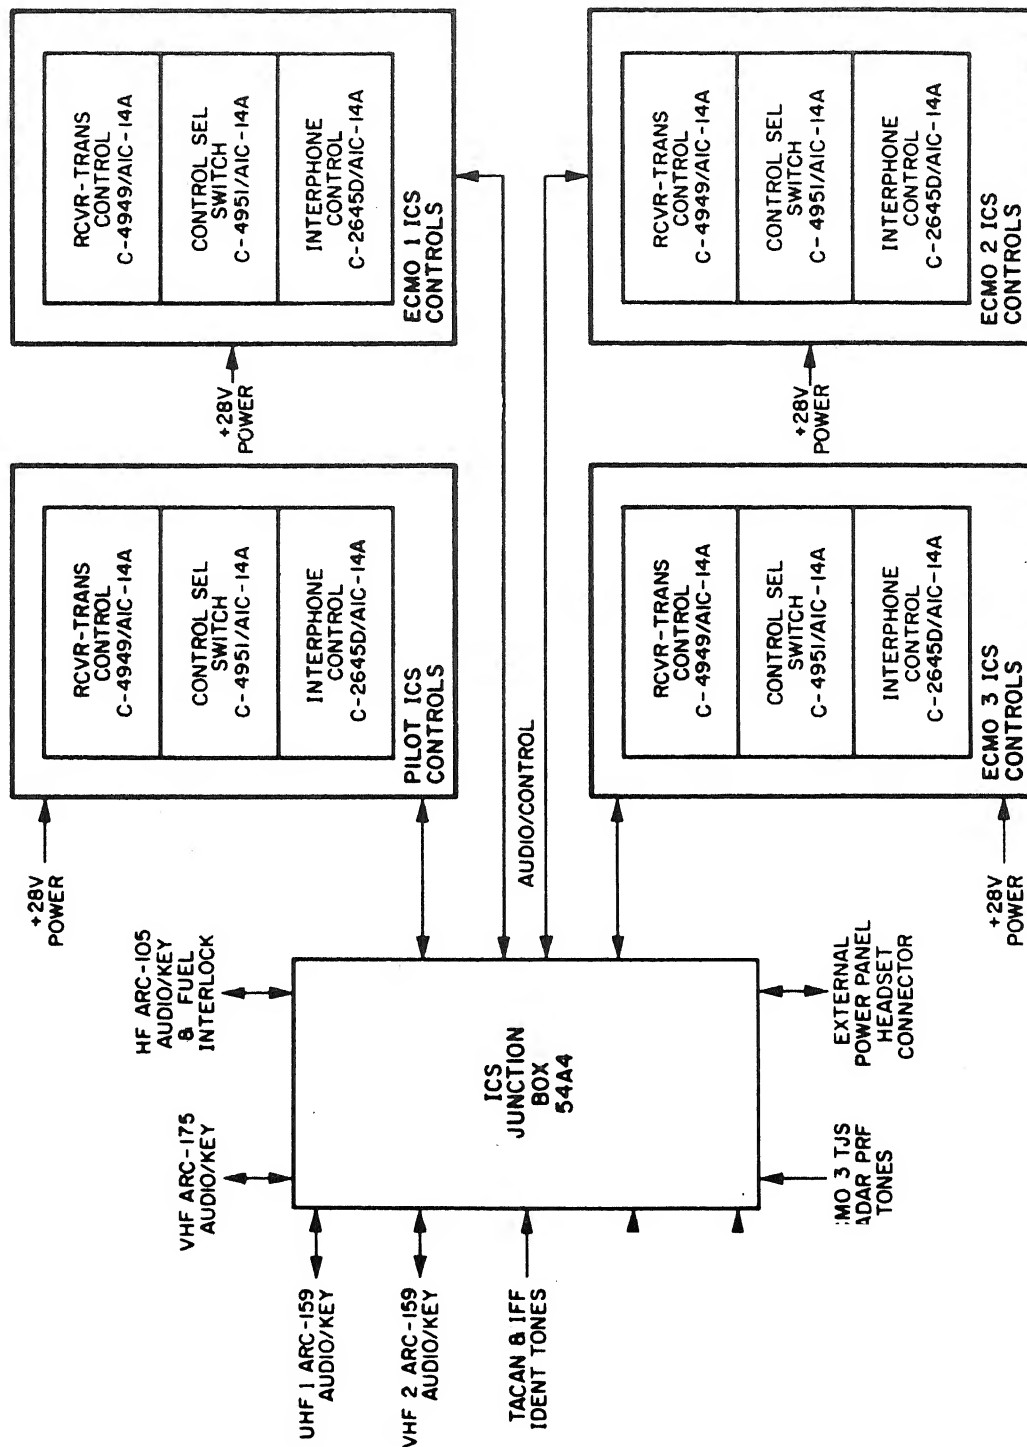 +28V
POWER
RCVR-TRANS
CONTROL
C-4949/AIC-14A
CONTROL SEL
SWITCH
C-4951/AIC-14A
INTERPHONE
CONTROL
C-2645D/AIC-14A
PILOT ICS
CONTROLS
+28V
POWER
RCVR-TRANS
CONTROL
C-4949/AIC-14A
CONTROL SEL
SWITCH
C-4951/AIC-14A
INTERPHONE
CONTROL
C-2645D/AIC-14A
ECMO 1 ICS
CONTROLS
VHF ARC-175
AUDIO/KEY
HF ARC-105
AUDIO/KEY
& FUEL
INTERLOCK
UHF 1 ARC-159
AUDIO/KEY
VHF 2 ARC-159
AUDIO/KEY
TACAN & IFF
IDENT TONES
ICS
JUNCTION
BOX
54A4
AUDIO/CONTROL
MO 3 TJS
ADAR PRF
TONES
EXTERNAL
POWER PANEL
HEADSET
CONNECTOR
RCVR-TRANS
CONTROL
C-4949/AIC-14A
CONTROL SEL
SWITCH
C-4951/AIC-14A
INTERPHONE
CONTROL
C-2645D/AIC-14A
ECMO 3 ICS
CONTROLS
+28V
POWER
+28V
POWER
RCVR-TRANS
CONTROL
C-4949/AIC-14A
CONTROL SEL
SWITCH
C-4951/AIC-14A
INTERPHONE
CONTROL
C-2645D/AIC-14A
ECMO 2 ICS
CONTROLS